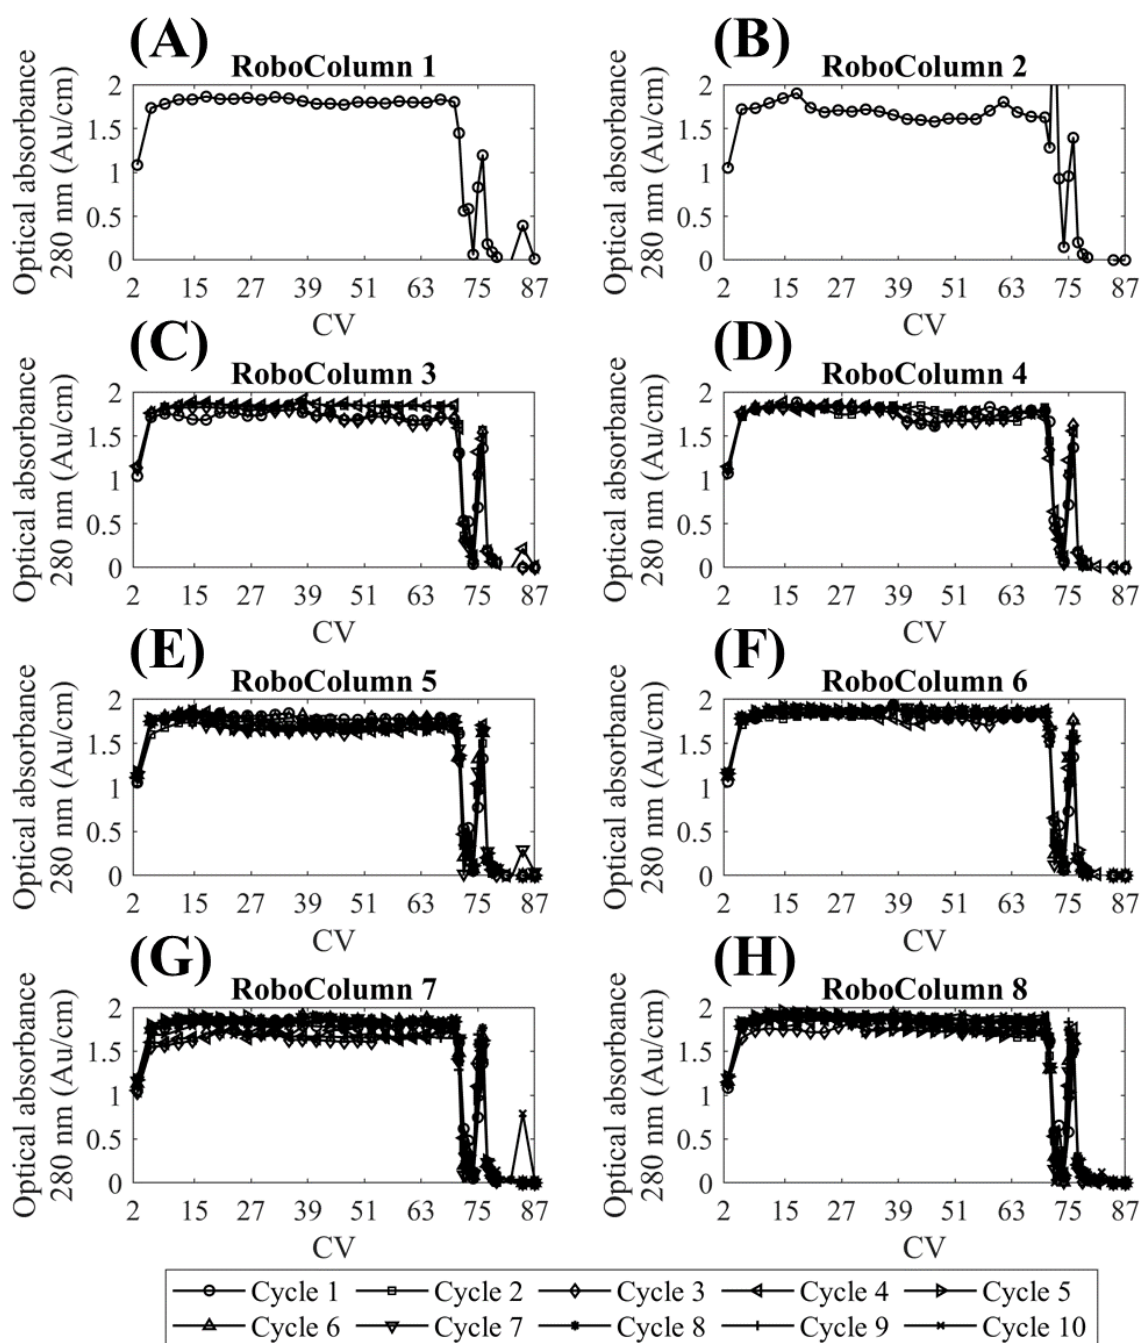 (A) (B)
RoboColumn 1 RoboColumn 2
Optical absorbance
280 nm (Au/cm)
2
1.5
1
0.5
0
2 15 27 39 51 63 75 87
CV
Optical absorbance
280 nm (Au/cm)
2
1.5
1
0.5
0
2 15 27 39 51 63 75 87
CV
(C) (D)
RoboColumn 3 RoboColumn 4
Optical absorbance
280 nm (Au/cm)
2
1.5
1
0.5
0
2 15 27 39 51 63 75 87
CV
Optical absorbance
280 nm (Au/cm)
2
1.5
1
0.5
0
2 15 27 39 51 63 75 87
CV
(E) (F)
RoboColumn 5 RoboColumn 6
Optical absorbance
280 nm (Au/cm)
2
1.5
1
0.5
0
2 15 27 39 51 63 75 87
CV
Optical absorbance
280 nm (Au/cm)
2
1.5
1
0.5
0
2 15 27 39 51 63 75 87
CV
(G) (H)
RoboColumn 7 RoboColumn 8
Optical absorbance
280 nm (Au/cm)
2
1.5
1
0.5
0
2 15 27 39 51 63 75 87
CV
Optical absorbance
280 nm (Au/cm)
2
1.5
1
0.5
0
2 15 27 39 51 63 75 87
CV
Cycle 1 Cycle 2 Cycle 3 Cycle 4 Cycle 5
Cycle 6 Cycle 7 Cycle 8 Cycle 9 Cycle 10